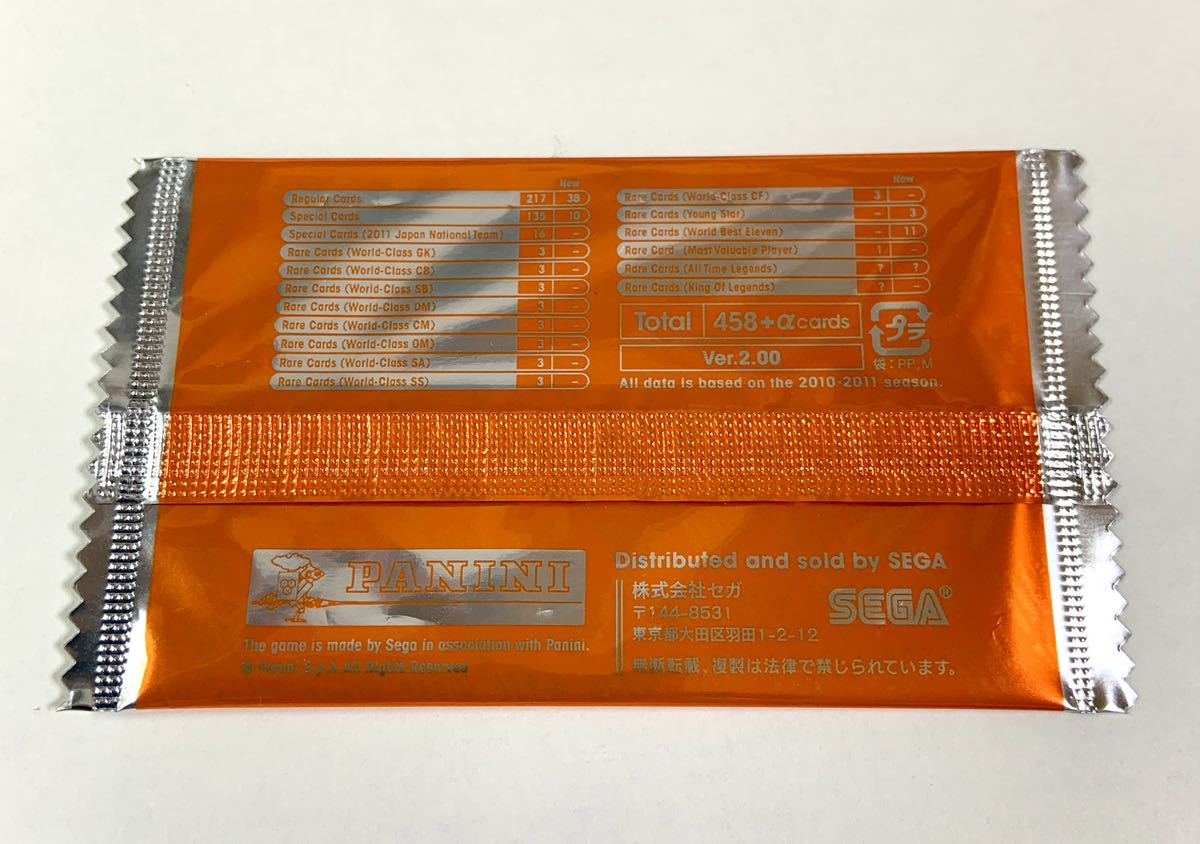 New
Regular Cards 217 38
Special Cards 135 10
Special Cards (2011 Japan National Team) 16 –
Rare Cards (World-Class GK) 3 –
Rare Cards (World-Class CB) 3 –
Rare Cards (World-Class SB) 3 –
Rare Cards (World-Class DM) 3 –
Rare Cards (World-Class CM) 3 –
Rare Cards (World-Class OM) 3 –
Rare Cards (World-Class SA) 3 –
Rare Cards (World-Class SS) 3 –
New
Rare Cards (World-Class CF) 3 –
Rare Cards (Young Star) – 3
Rare Cards (World Best Eleven) – 11
Rare Card (Most Valuable Player) 1 –
Rare Cards (All Time Legends) ? ?
Rare Cards (King Of Legends) ? –
Total 458+αcards
Ver.2.00
プラ
袋:PP,M
All data is based on the 2010-2011 season.
PANINI
The game is made by Sega in association with Panini.
© Panini S.p.A. All Rights Reserved
Distributed and sold by SEGA
株式会社セガ
〒144-8531
東京都大田区羽田1-2-12
SEGA®
無断転載、複製は法律で禁じられています。